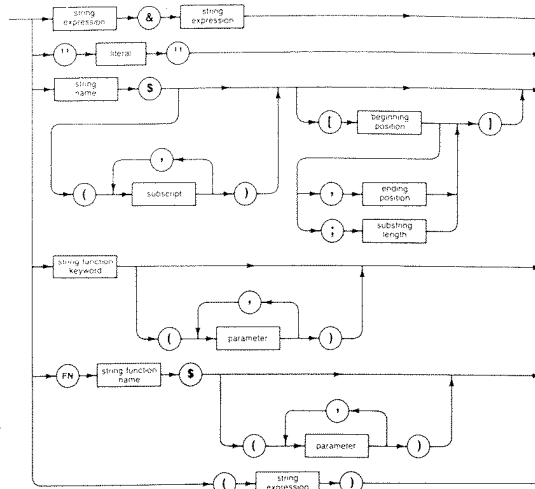 string expression & string expression
" literal "
string name $
[ beginning position ]
,
( subscript )
, ending position
; substring length
string function keyword
,
( parameter )
FN string function name $
,
( parameter )
( string expression )